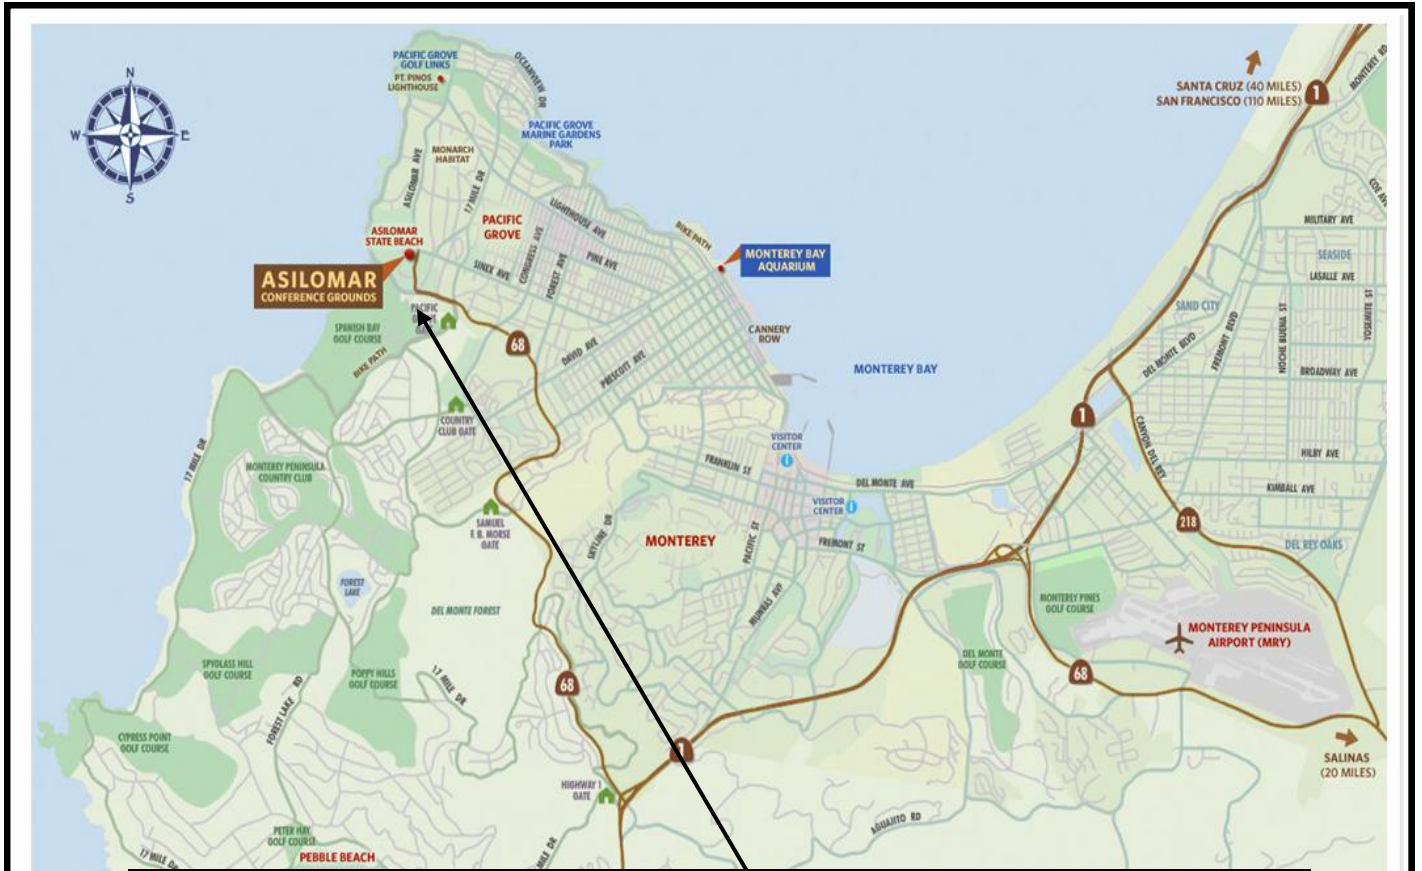 N
W
E
S
PACIFIC GROVE
GOLF LINKS
PT. PINOS
LIGHTHOUSE
OCEANVIEW DR
PACIFIC GROVE
MARINE GARDENS
PARK
MONARCH
HABITAT
ASILOMAR AVE
17 MILE DR
PACIFIC
GROVE
LIGHTHOUSE AVE
BIKE PATH
ASILOMAR
STATE BEACH
SINEX AVE
CONGRESS AVE
FOREST AVE
PINE AVE
MONTEREY BAY
AQUARIUM
ASILOMAR
CONFERENCE GROUNDS
PACIFIC
SPANISH BAY
GOLF COURSE
BIKE PATH
68
DAVID AVE
PRESCOTT AVE
CANNERY
ROW
MONTEREY BAY
SANTA CRUZ (40 MILES)
SAN FRANCISCO (110 MILES)
1
MONTEREY RD
COE AVE
MILITARY AVE
SEASIDE
LASALLE AVE
SAND CITY
DEL MONTE BLVD
FREMONT BLVD
NOCHE BUENA ST
YOSEMITE ST
BROADWAY AVE
1
CANYON DEL REY
HILBY AVE
KIMBALL AVE
218
DEL REY OAKS
COUNTRY
CLUB GATE
17 MILE DR
MONTEREY PENINSULA
COUNTRY CLUB
VISITOR
CENTER
i
FRANKLIN ST
DEL MONTE AVE
VISITOR
CENTER
i
SAMUEL
F. B. MORSE
GATE
SKYLINE DR
MONTEREY
PACIFIC ST
FREMONT ST
MUNRAS AVE
FOREST
LAKE
DEL MONTE FOREST
MONTEREY PINES
GOLF COURSE
MONTEREY PENINSULA
AIRPORT (MRY)
SPYGLASS HILL
GOLF COURSE
POPPY HILLS
GOLF COURSE
17 MILE DR
68
DEL MONTE
GOLF COURSE
68
FOREST LAKE RD
CYPRESS POINT
GOLF COURSE
1
SALINAS
(20 MILES)
HIGHWAY 1
GATE
AGUAJITO RD
PETER HAY
GOLF COURSE
PEBBLE BEACH
17 MILE DR
MILE DR